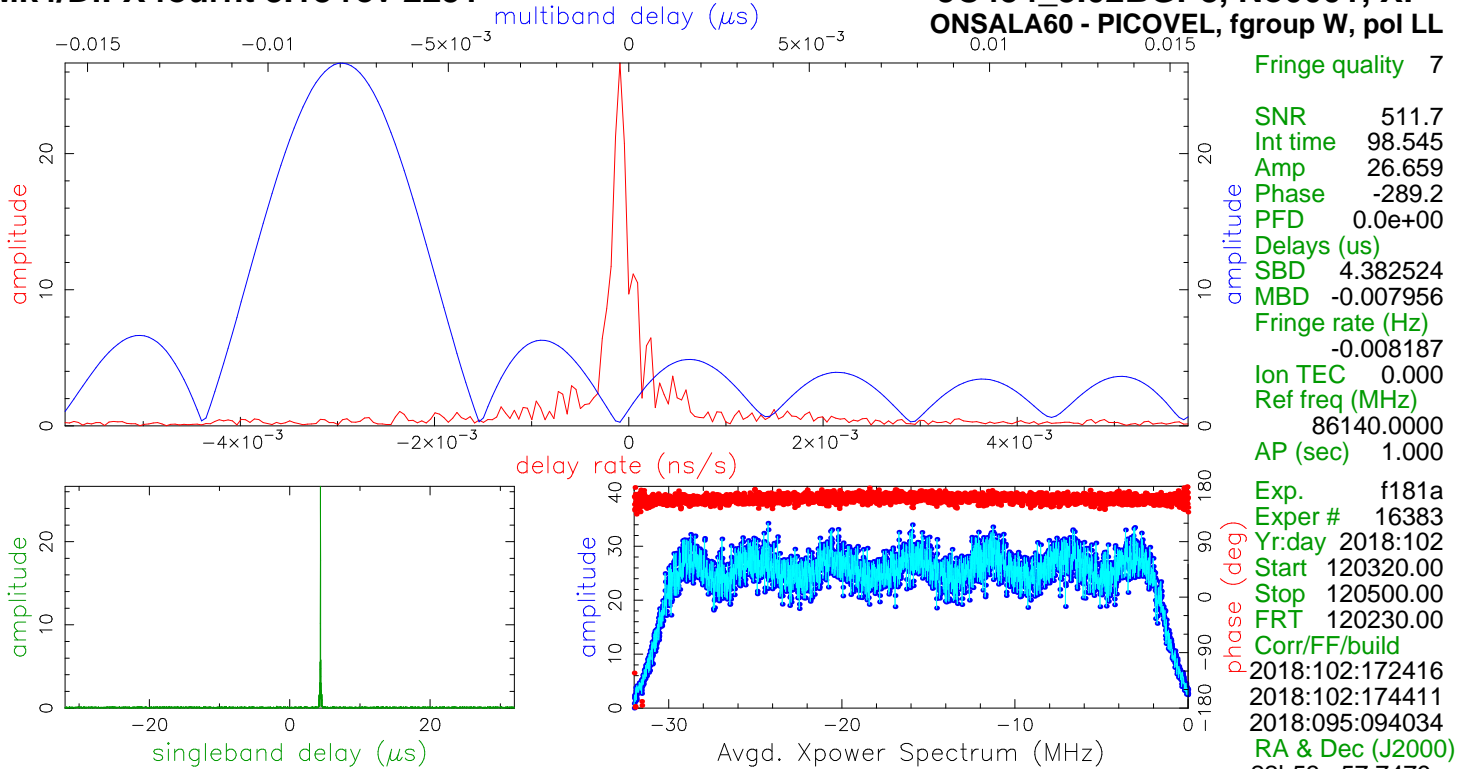 multiband delay (μs)
ONSALA60 - PICOVEL, fgroup W, pol LL
−0.015 −0.01 −5×10⁻³ 0 5×10⁻³ 0.01 0.015
Fringe quality 7
SNR 511.7
Int time 98.545
Amp 26.659
Phase -289.2
PFD 0.0e+00
Delays (us)
SBD 4.382524
MBD -0.007956
Fringe rate (Hz)
-0.008187
Ion TEC 0.000
Ref freq (MHz)
86140.0000
AP (sec) 1.000
Exp. f181a
Exper # 16383
Yr:day 2018:102
Start 120320.00
Stop 120500.00
FRT 120230.00
Corr/FF/build
2018:102:172416
2018:102:174411
2018:095:094034
RA & Dec (J2000)
amplitude
0 10 20
amplitude
0 10 20
−4×10⁻³ −2×10⁻³ 0 2×10⁻³ 4×10⁻³
delay rate (ns/s)
amplitude
0 10 20
−20 0 20
singleband delay (μs)
amplitude
0 10 20 30 40
phase (deg)
−180 −90 0 90 180
−30 −20 −10 0
Avgd. Xpower Spectrum (MHz)